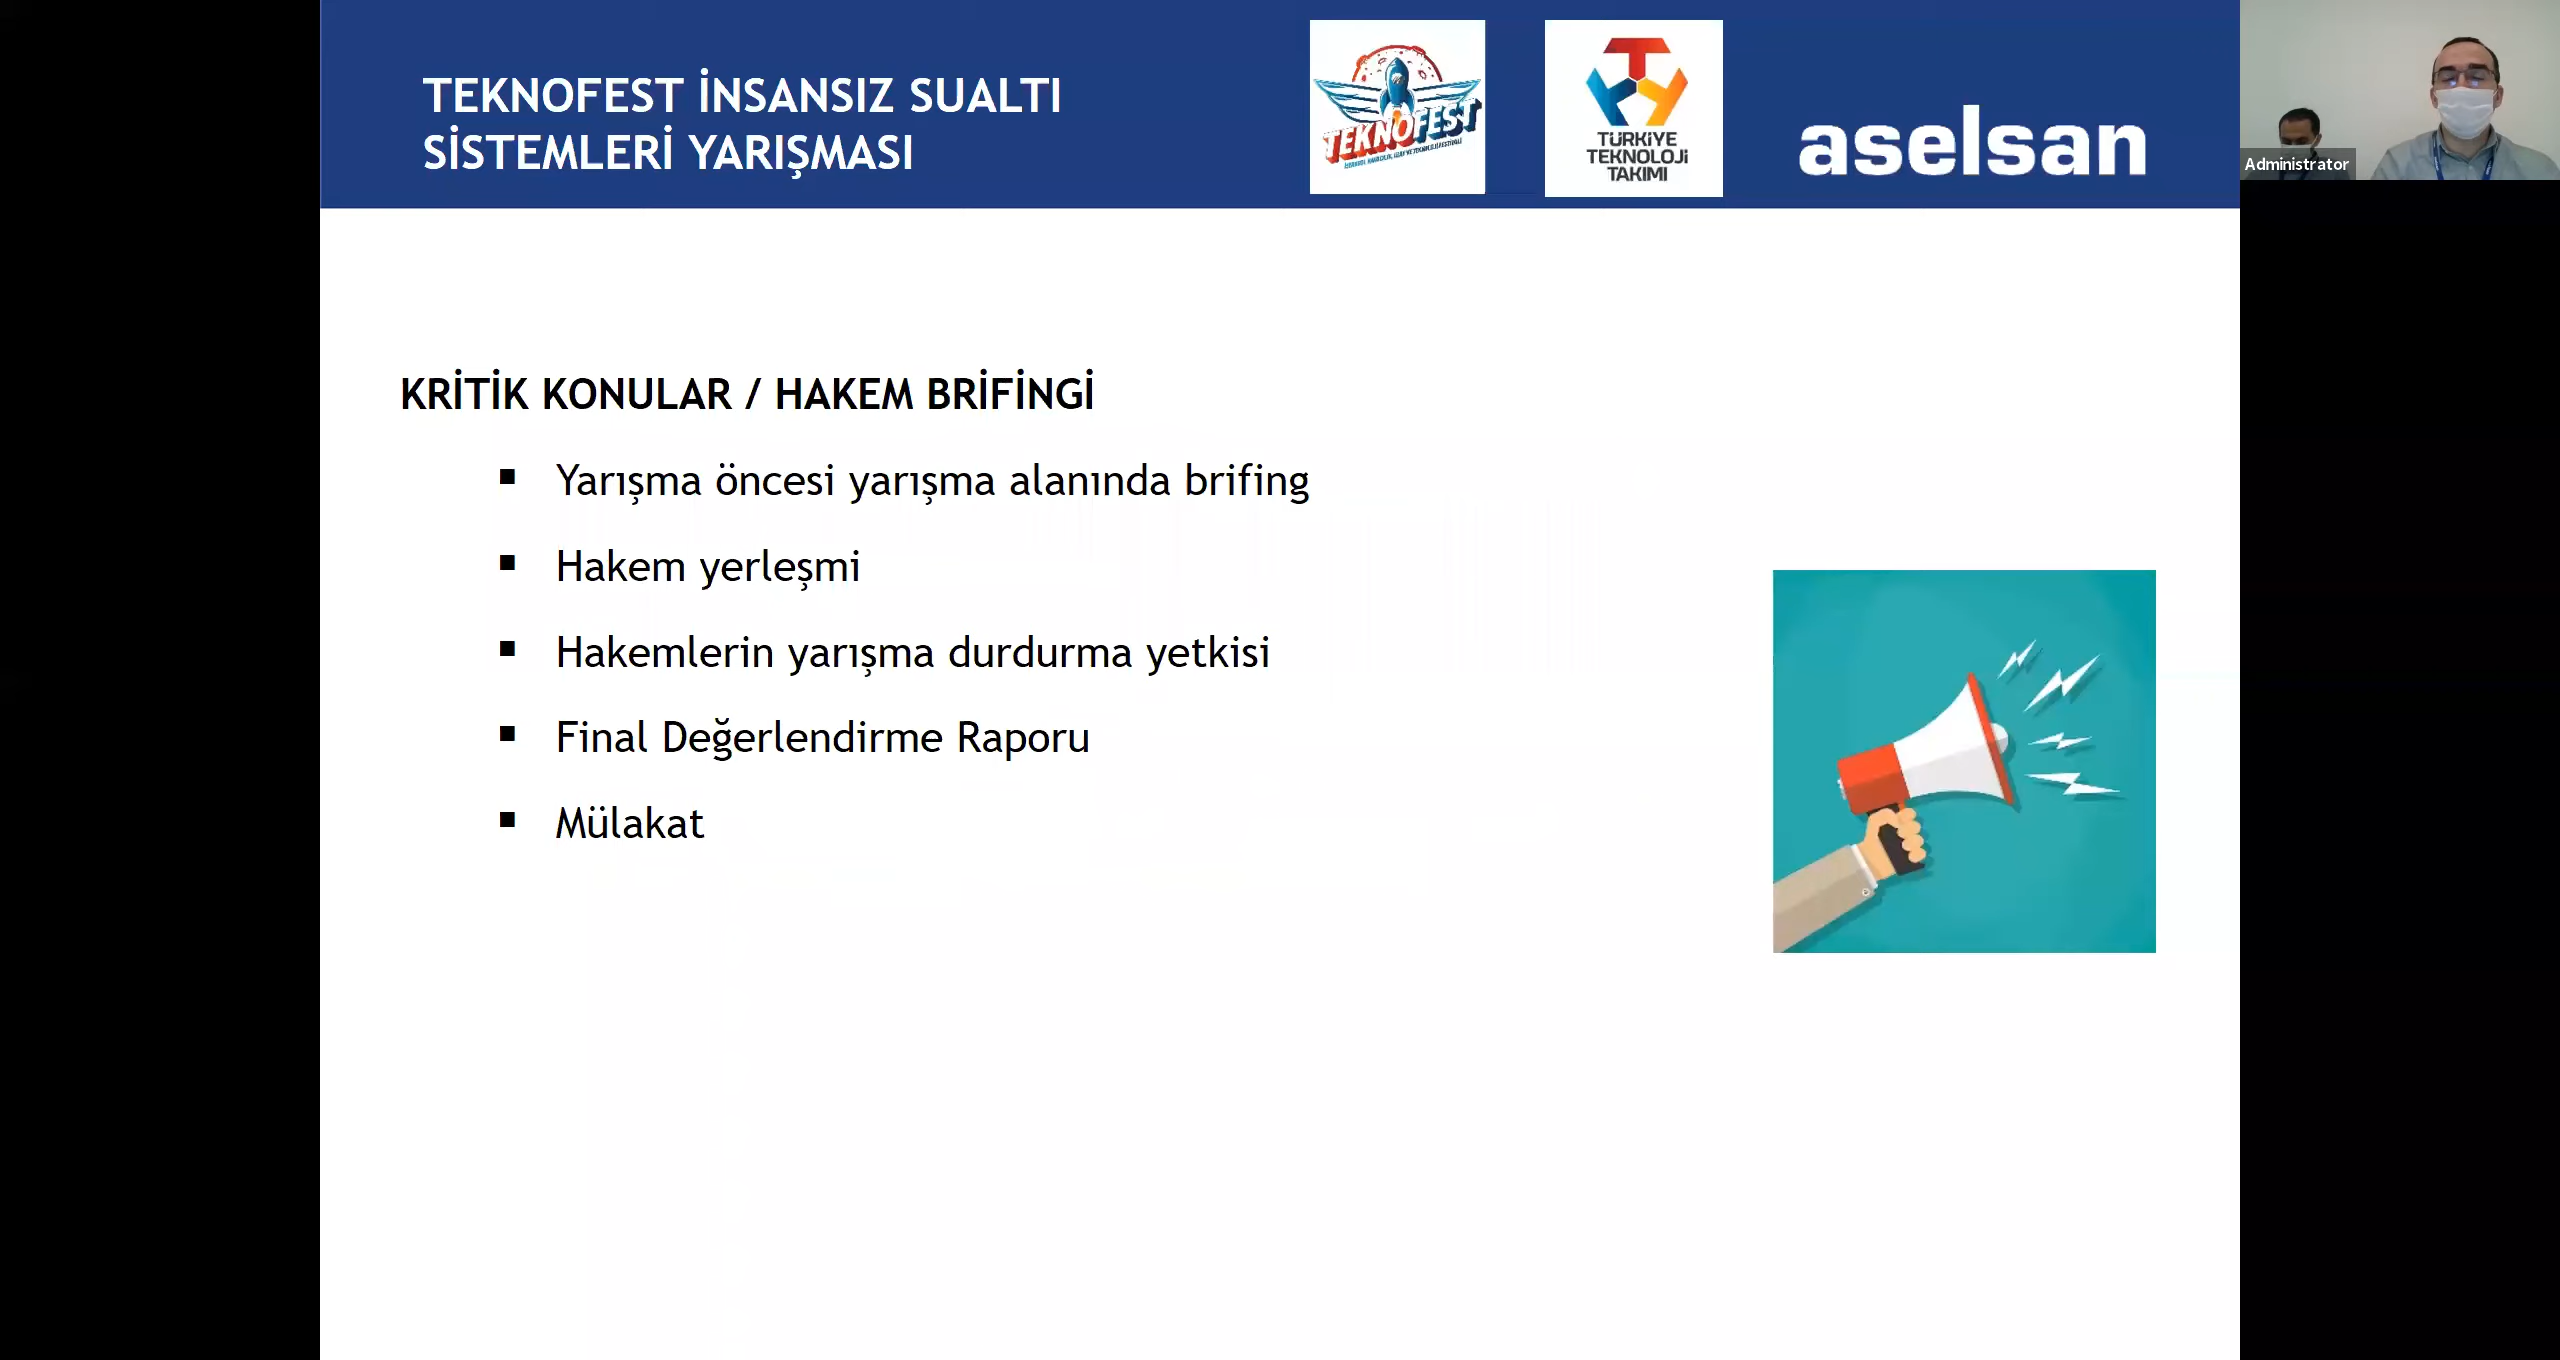 TEKNOFEST İNSANSIZ SUALTI
SİSTEMLERİ YARIŞMASI
TEKNOFEST
TÜRKİYE
TEKNOLOJİ
TAKIMI
aselsan
Administrator
KRİTİK KONULAR / HAKEM BRİFİNGİ
▪ Yarışma öncesi yarışma alanında brifing
▪ Hakem yerleşmi
▪ Hakemlerin yarışma durdurma yetkisi
▪ Final Değerlendirme Raporu
▪ Mülakat